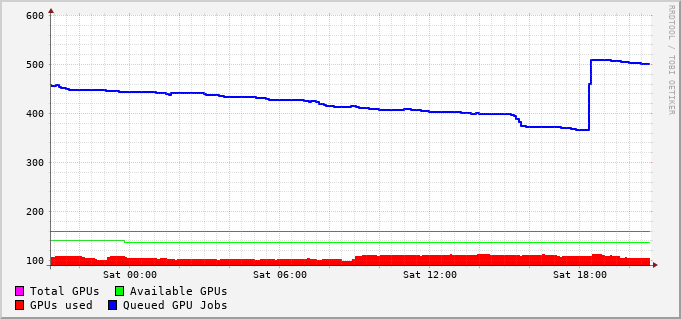 600
500
400
300
200
100
Sat 00:00 Sat 06:00 Sat 12:00 Sat 18:00
Total GPUs Available GPUs
GPUs used Queued GPU Jobs
RRDTOOL / TOBI OETIKER